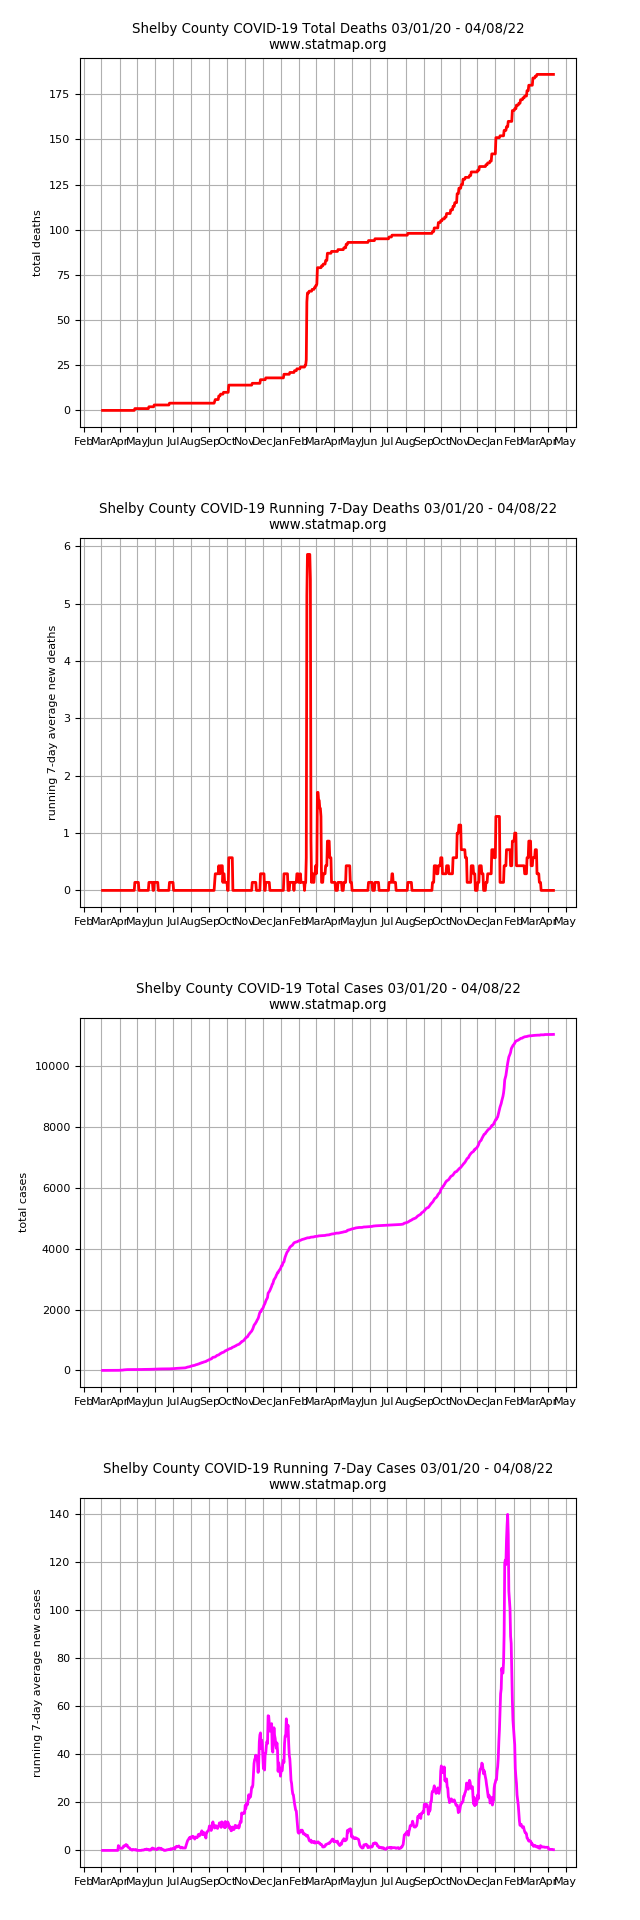 Shelby County COVID-19 Total Deaths 03/01/20 - 04/08/22
www.statmap.org
175
150
125
100
75
50
25
0
total deaths
Feb Mar Apr May Jun Jul Aug Sep Oct Nov Dec Jan Feb Mar Apr May Jun Jul Aug Sep Oct Nov Dec Jan Feb Mar Apr May
Shelby County COVID-19 Running 7-Day Deaths 03/01/20 - 04/08/22
www.statmap.org
6
5
4
3
2
1
0
running 7-day average new deaths
Feb Mar Apr May Jun Jul Aug Sep Oct Nov Dec Jan Feb Mar Apr May Jun Jul Aug Sep Oct Nov Dec Jan Feb Mar Apr May
Shelby County COVID-19 Total Cases 03/01/20 - 04/08/22
www.statmap.org
10000
8000
6000
4000
2000
0
total cases
Feb Mar Apr May Jun Jul Aug Sep Oct Nov Dec Jan Feb Mar Apr May Jun Jul Aug Sep Oct Nov Dec Jan Feb Mar Apr May
Shelby County COVID-19 Running 7-Day Cases 03/01/20 - 04/08/22
www.statmap.org
140
120
100
80
60
40
20
0
running 7-day average new cases
Feb Mar Apr May Jun Jul Aug Sep Oct Nov Dec Jan Feb Mar Apr May Jun Jul Aug Sep Oct Nov Dec Jan Feb Mar Apr May